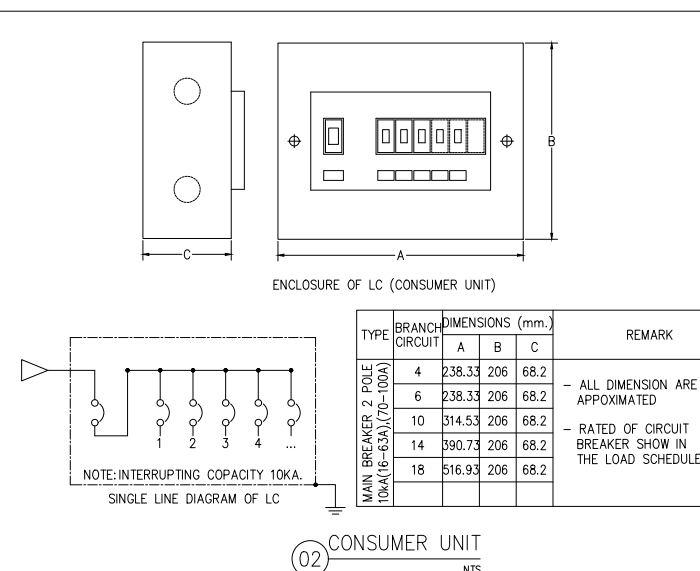 B
C
A
ENCLOSURE OF LC (CONSUMER UNIT)
TYPE BRANCH CIRCUIT DIMENSIONS (mm.) REMARK
A B C
MAIN BREAKER 2 POLE
10kA(16-63A),(70-100A)
4 238.33 206 68.2
6 238.33 206 68.2
10 314.53 206 68.2
14 390.73 206 68.2
18 516.93 206 68.2
- ALL DIMENSION ARE
APPOXIMATED
- RATED OF CIRCUIT
BREAKER SHOW IN
THE LOAD SCHEDULE
1 2 3 4 ...
NOTE: INTERRUPTING COPACITY 10KA.
SINGLE LINE DIAGRAM OF LC
02 CONSUMER UNIT
NTS